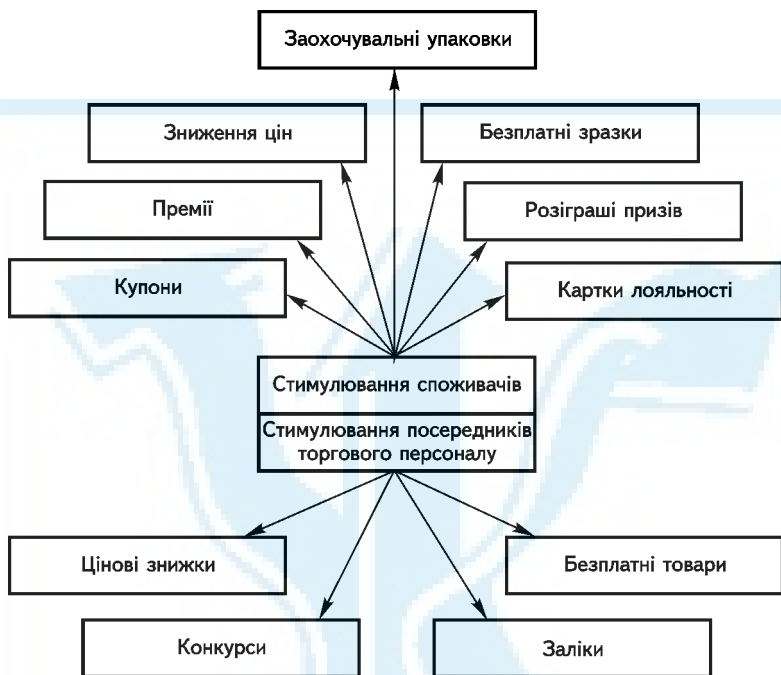 Заохочувальні упаковки
Зниження цін
Безплатні зразки
Премії
Розіграші призів
Купони
Картки лояльності
Стимулювання споживачів
Стимулювання посередників
торгового персоналу
Цінові знижки
Безплатні товари
Конкурси
Заліки